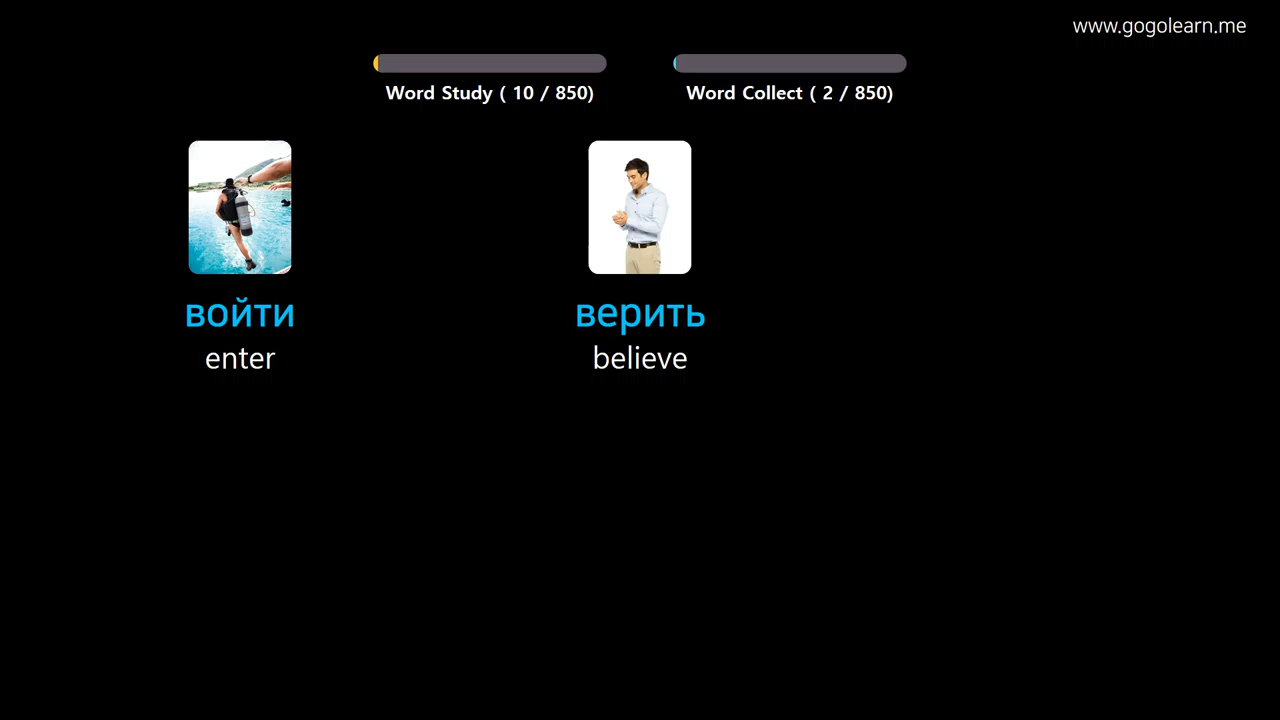 www.gogolearn.me
Word Study ( 10 / 850)
Word Collect ( 2 / 850)
войти
enter
верить
believe